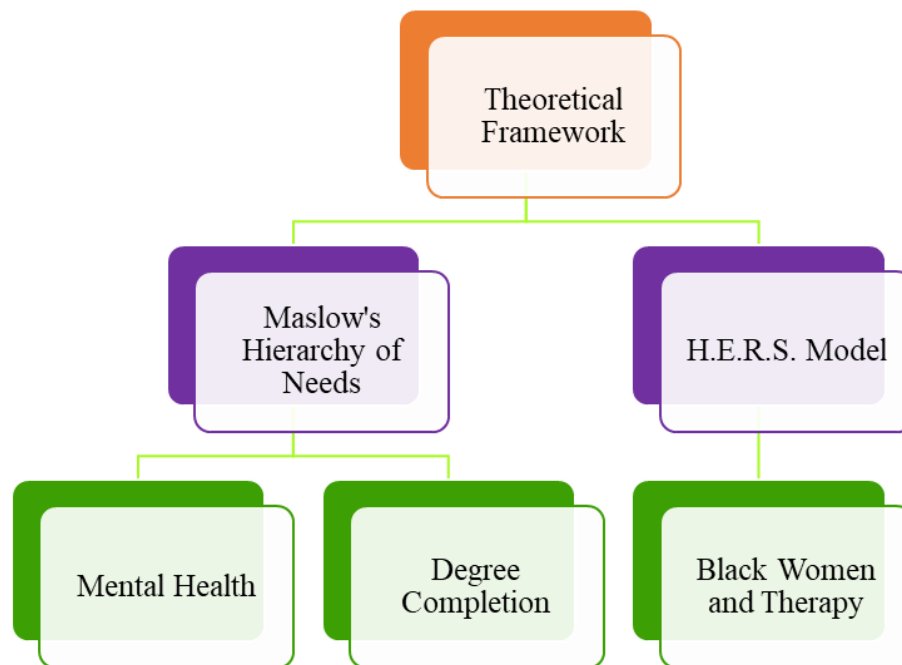 Theoretical
Framework
Maslow's
Hierarchy of
Needs
H.E.R.S. Model
Mental Health
Degree
Completion
Black Women
and Therapy